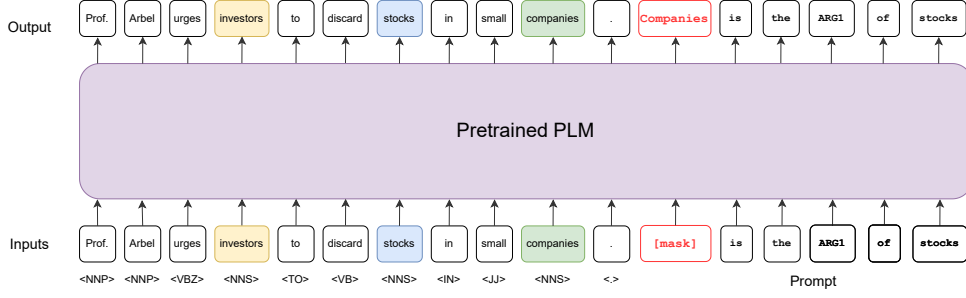 Output Prof. Arbel urges investors to discard stocks in small companies . Companies is the ARG1 of stocks
Pretrained PLM
Inputs Prof. Arbel urges investors to discard stocks in small companies . [mask] is the ARG1 of stocks
<NNP> <NNP> <VBZ> <NNS> <TO> <VB> <NNS> <IN> <JJ> <NNS> <.> Prompt